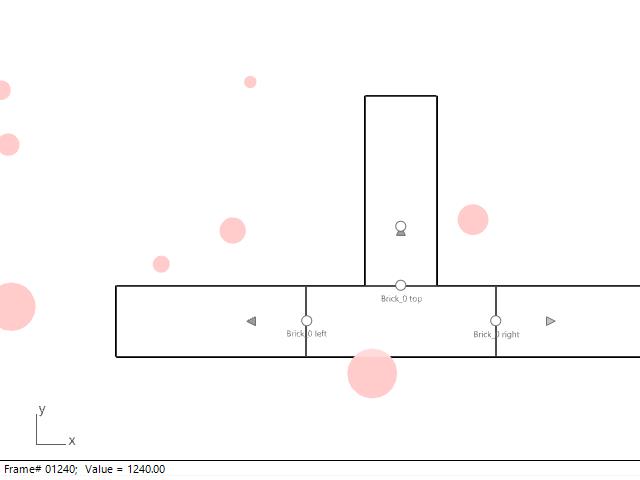 Brick_0 top
Brick_0 left
Brick_0 right
y
x
Frame# 01240; Value = 1240.00